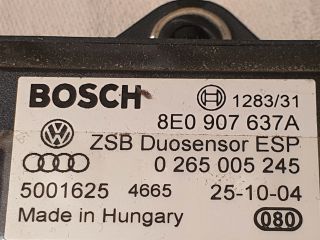 BOSCH 1283/31
8E0 907 637A
ZSB Duosensor ESP
0 265 005 245
5001625 4665 25-10-04
Made in Hungary 080